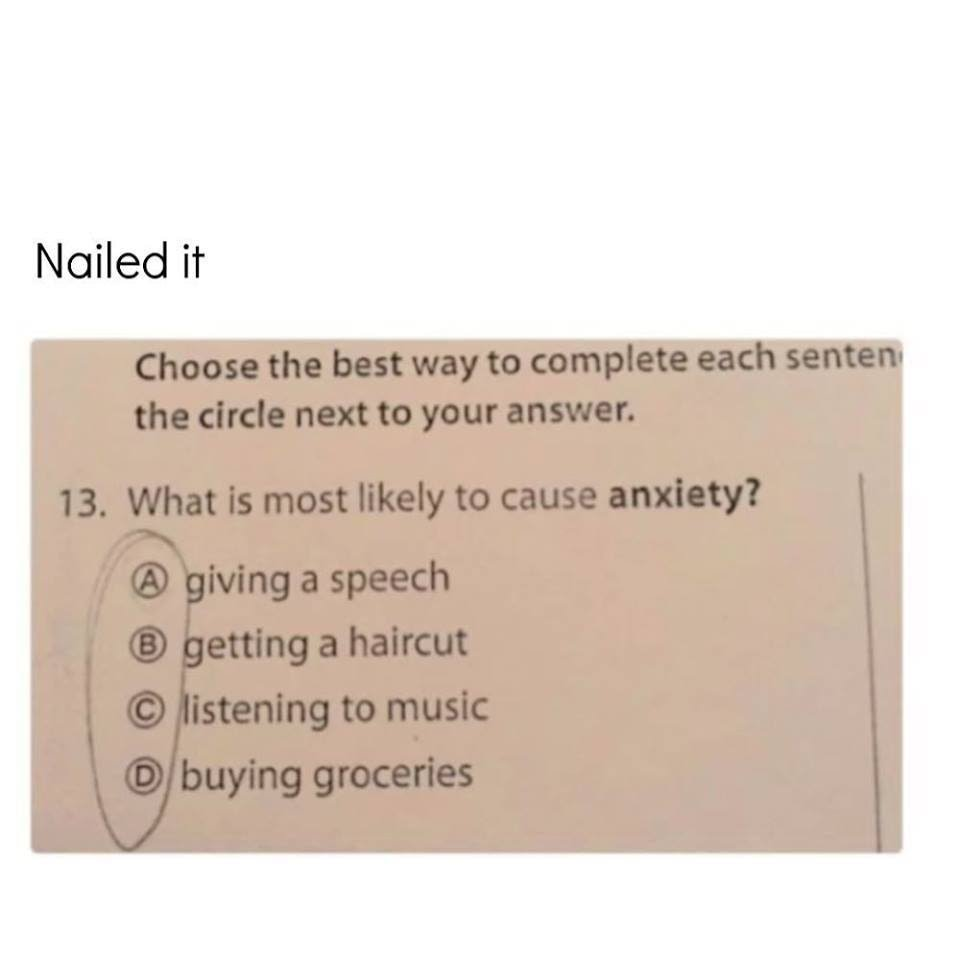 Nailed it
Choose the best way to complete each
the circle next to your answer.
13. What is most likely to cause anxiety?
Ⓐ giving a speech
Ⓑ getting a haircut
Ⓒ listening to music
Ⓓ buying groceries